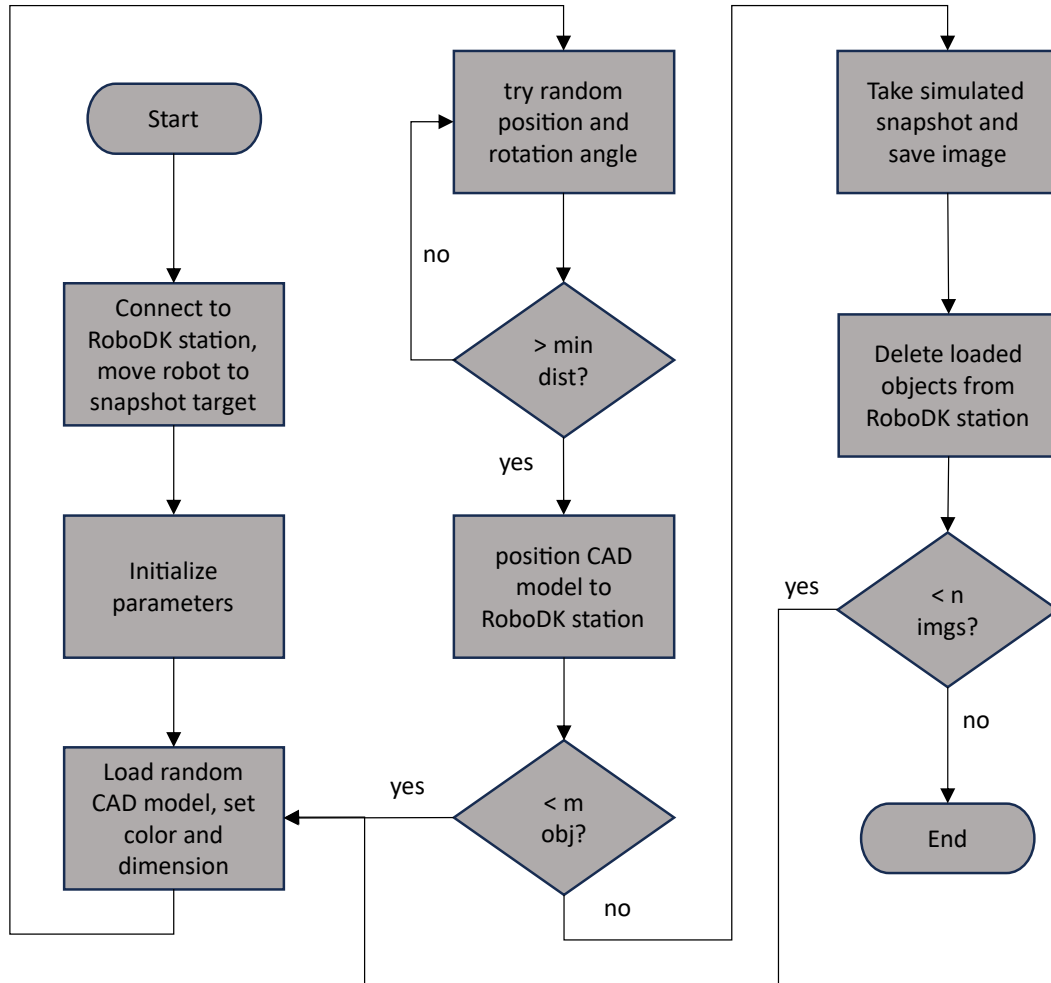 Start
Connect to
RoboDK station,
move robot to
snapshot target
Initialize
parameters
Load random
CAD model, set
color and
dimension
try random
position and
rotation angle
no
> min
dist?
yes
position CAD
model to
RoboDK station
yes
< m
obj?
no
Take simulated
snapshot and
save image
Delete loaded
objects from
RoboDK station
yes
< n
imgs?
no
End